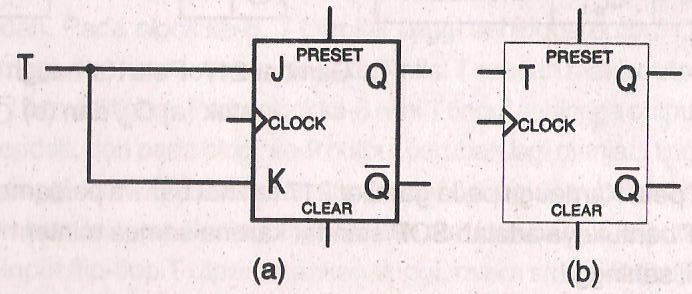 T
PRESET
J Q
CLOCK
K Q̅
CLEAR
(a)
PRESET
T Q
CLOCK
Q̅
CLEAR
(b)